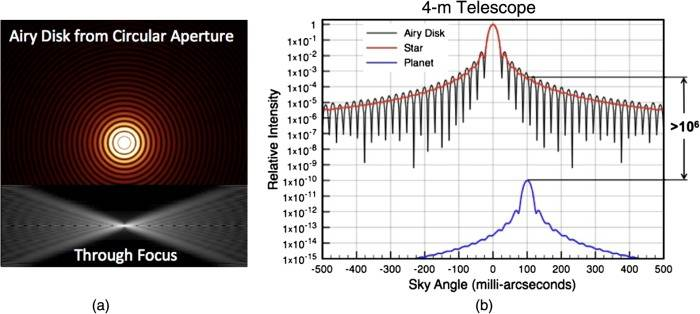 Airy Disk from Circular Aperture
Through Focus
(a)
4-m Telescope
Relative Intensity
1
1x10-1
1x10-2
1x10-3
1x10-4
1x10-5
1x10-6
1x10-7
1x10-8
1x10-9
1x10-10
1x10-11
1x10-12
1x10-13
1x10-14
1x10-15
Airy Disk
Star
Planet
>10⁶
-500 -400 -300 -200 -100 0 100 200 300 400 500
Sky Angle (milli-arcseconds)
(b)